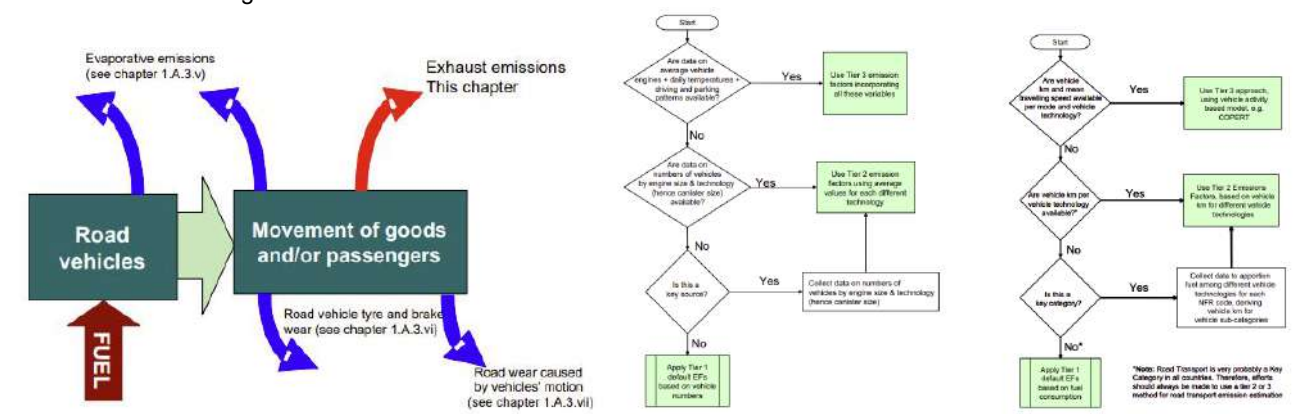 Evaporative emissions
(see chapter 1.A.3.v)
Exhaust emissions
This chapter
Road
vehicles
Movement of goods
and/or passengers
FUEL
Road vehicle tyre and brake
wear (see chapter 1.A.3.vi)
Road wear caused
by vehicles' motion
(see chapter 1.A.3.vii)
Start
Are data on
average vehicle
engines + daily temperatures +
driving and parking
patterns available?
Yes
Use Tier 3 emission
factors incorporating
all these variables
No
Are data on
numbers of vehicles
by engine size & technology
(hence canister size)
available?
Yes
Use Tier 2 emission
factors using average
values for each different
technology
No
Is this a
key source?
Yes
Collect data on numbers of
vehicles by engine size & technology
(hence canister size)
No
Apply Tier 1
default EFs
based on vehicle
numbers
Start
Are vehicle
km and mean
travelling speed available
per mode and vehicle
technology?
Yes
Use Tier 3 approach,
using vehicle activity
based model, e.g.
COPERT
No
Are vehicle km per
vehicle technology
available?*
Yes
Use Tier 2 Emissions
Factors, based on vehicle
km for different vehicle
technologies
No
Is this a
key category?
Yes
Collect data to apportion
fuel among different vehicle
technologies for each
NFR code, deriving
vehicle km for
vehicle sub-categories
No*
Apply Tier 1
default EFs
based on fuel
consumption
*Note: Road Transport is very probably a Key
Category in all countries. Therefore, efforts
should always be made to use a tier 2 or 3
method for road transport emission estimation